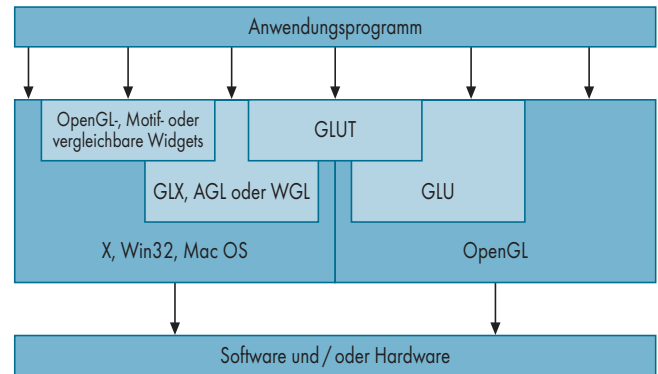 Anwendungsprogramm
OpenGL-, Motif- oder
vergleichbare Widgets
GLUT
GLX, AGL oder WGL
GLU
X, Win32, Mac OS
OpenGL
Software und / oder Hardware